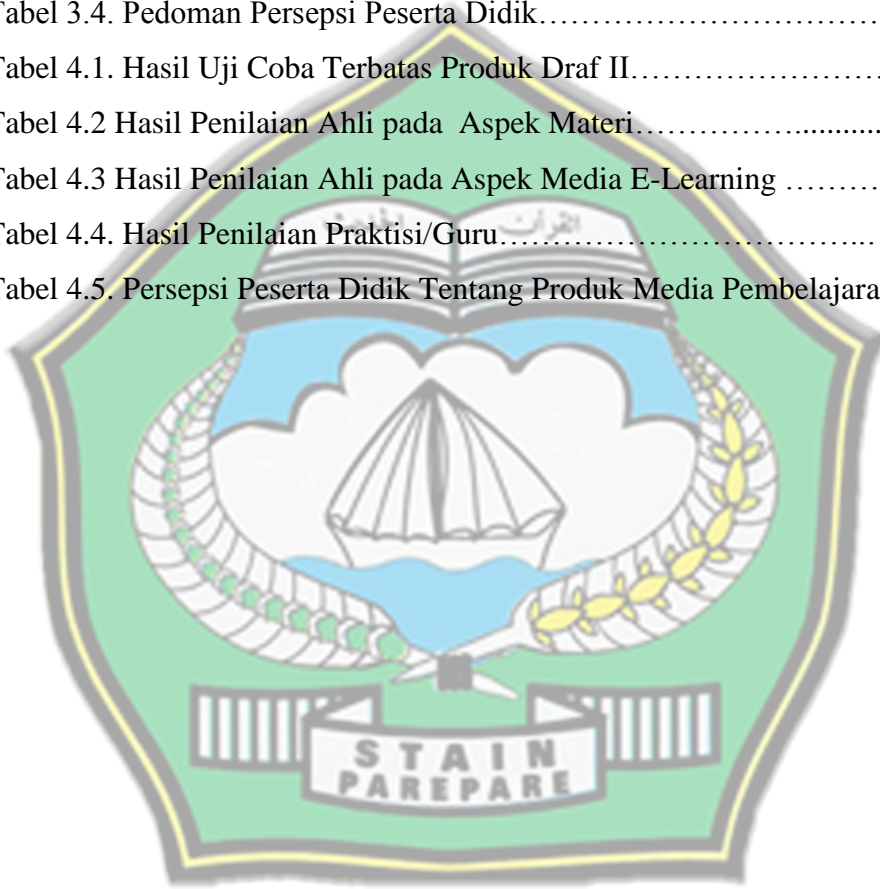 Tabel 3.4. Pedoman Persepsi Peserta Didik……………………………
Tabel 4.1. Hasil Uji Coba Terbatas Produk Draf II……………………
Tabel 4.2 Hasil Penilaian Ahli pada  Aspek Materi……………...........
Tabel 4.3 Hasil Penilaian Ahli pada Aspek Media E-Learning ………
Tabel 4.4. Hasil Penilaian Praktisi/Guru……………………………...
Tabel 4.5. Persepsi Peserta Didik Tentang Produk Media Pembelajara
القرآن
الحديث
STAIN
PAREPARE